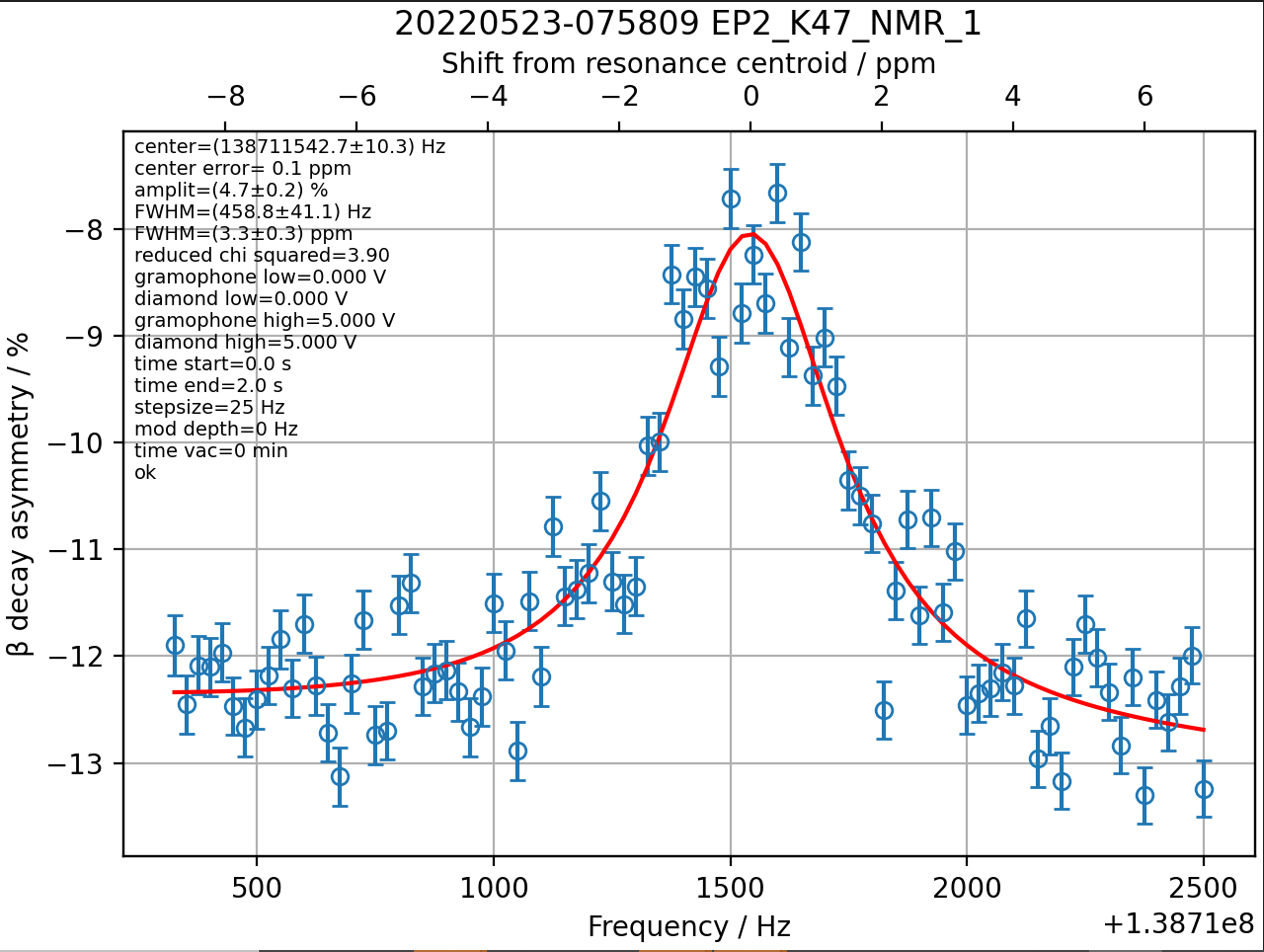 20220523-075809 EP2_K47_NMR_1
Shift from resonance centroid / ppm
−8 −6 −4 −2 0 2 4 6
center=(138711542.7±10.3) Hz
center error= 0.1 ppm
amplit=(4.7±0.2) %
FWHM=(458.8±41.1) Hz
FWHM=(3.3±0.3) ppm
reduced chi squared=3.90
gramophone low=0.000 V
diamond low=0.000 V
gramophone high=5.000 V
diamond high=5.000 V
time start=0.0 s
time end=2.0 s
stepsize=25 Hz
mod depth=0 Hz
time vac=0 min
ok
−8
−9
−10
−11
−12
−13
β decay asymmetry / %
500 1000 1500 2000 2500
Frequency / Hz
+1.3871e8